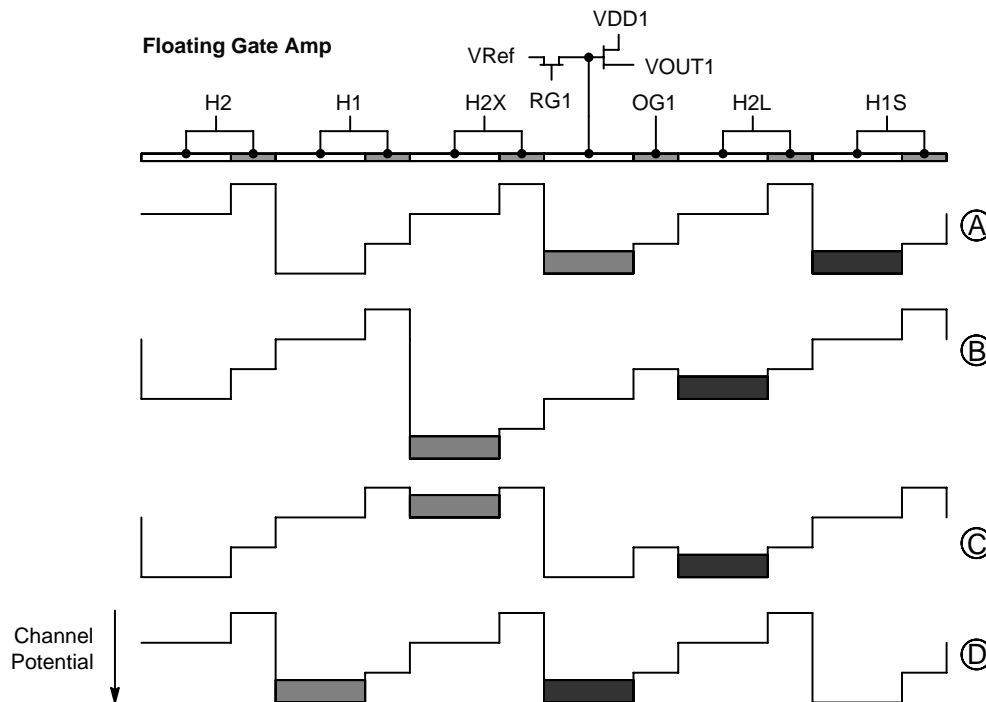 VDD1
Floating Gate Amp
VRef
VOUT1
RG1
H2
H1
H2X
OG1
H2L
H1S
A
B
C
Channel
Potential
D